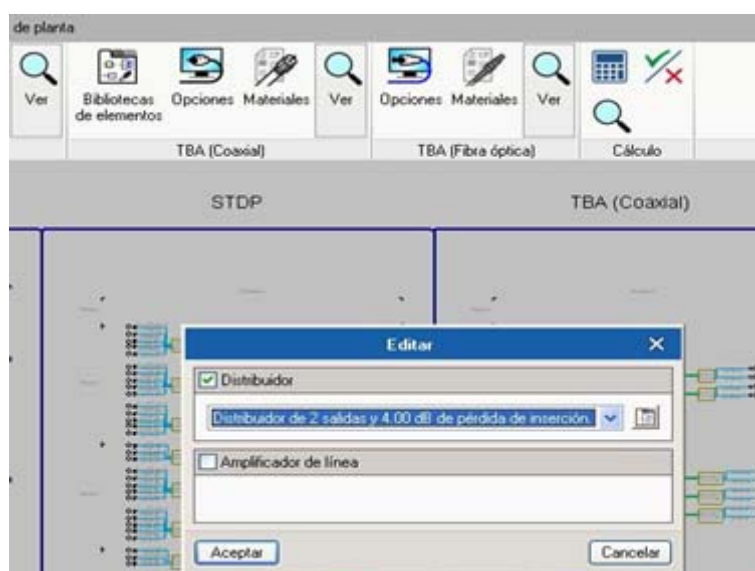 de planta
Ver
Bibliotecas
de elementos
Opciones
Materiales
Ver
Opciones
Materiales
Ver
TBA (Coaxial)
TBA (Fibra óptica)
Cálculo
STDP
TBA (Coaxial)
Editar
Distribuidor
Distribuidor de 2 salidas y 4.00 dB de pérdida de inserción.
Amplificador de línea
Aceptar
Cancelar